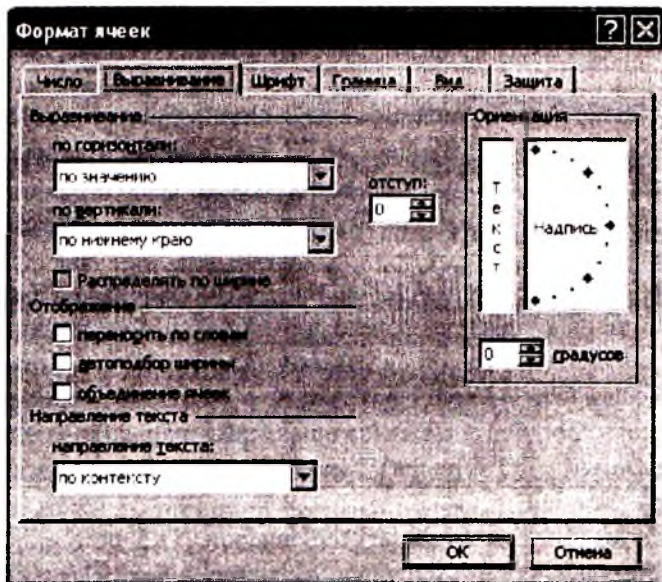 Формат ячеек
Число Выравнивание Шрифт Граница Вид Защита
Выравнивание
по горизонтали:
по значению
отступ:
0
по вертикали:
по нижнему краю
Распределять по ширине
Отображение
переносить по словам
автоподбор ширины
объединение ячеек
Направление текста
направление текста:
по контексту
Ориентация
Текст
Надпись
0 градусов
ОК Отмена